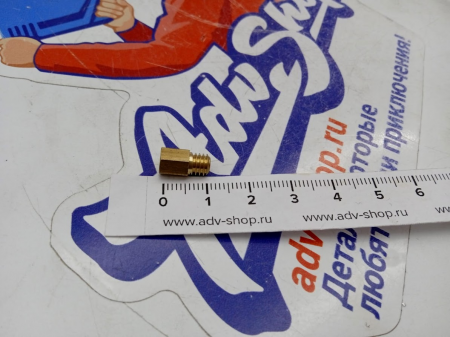 Adv Shop
adv-shop.ru
Детали, которые
любят приключения!
0 1 2 3 4 5 6
www.adv-shop.ru www.adv-shop.ru